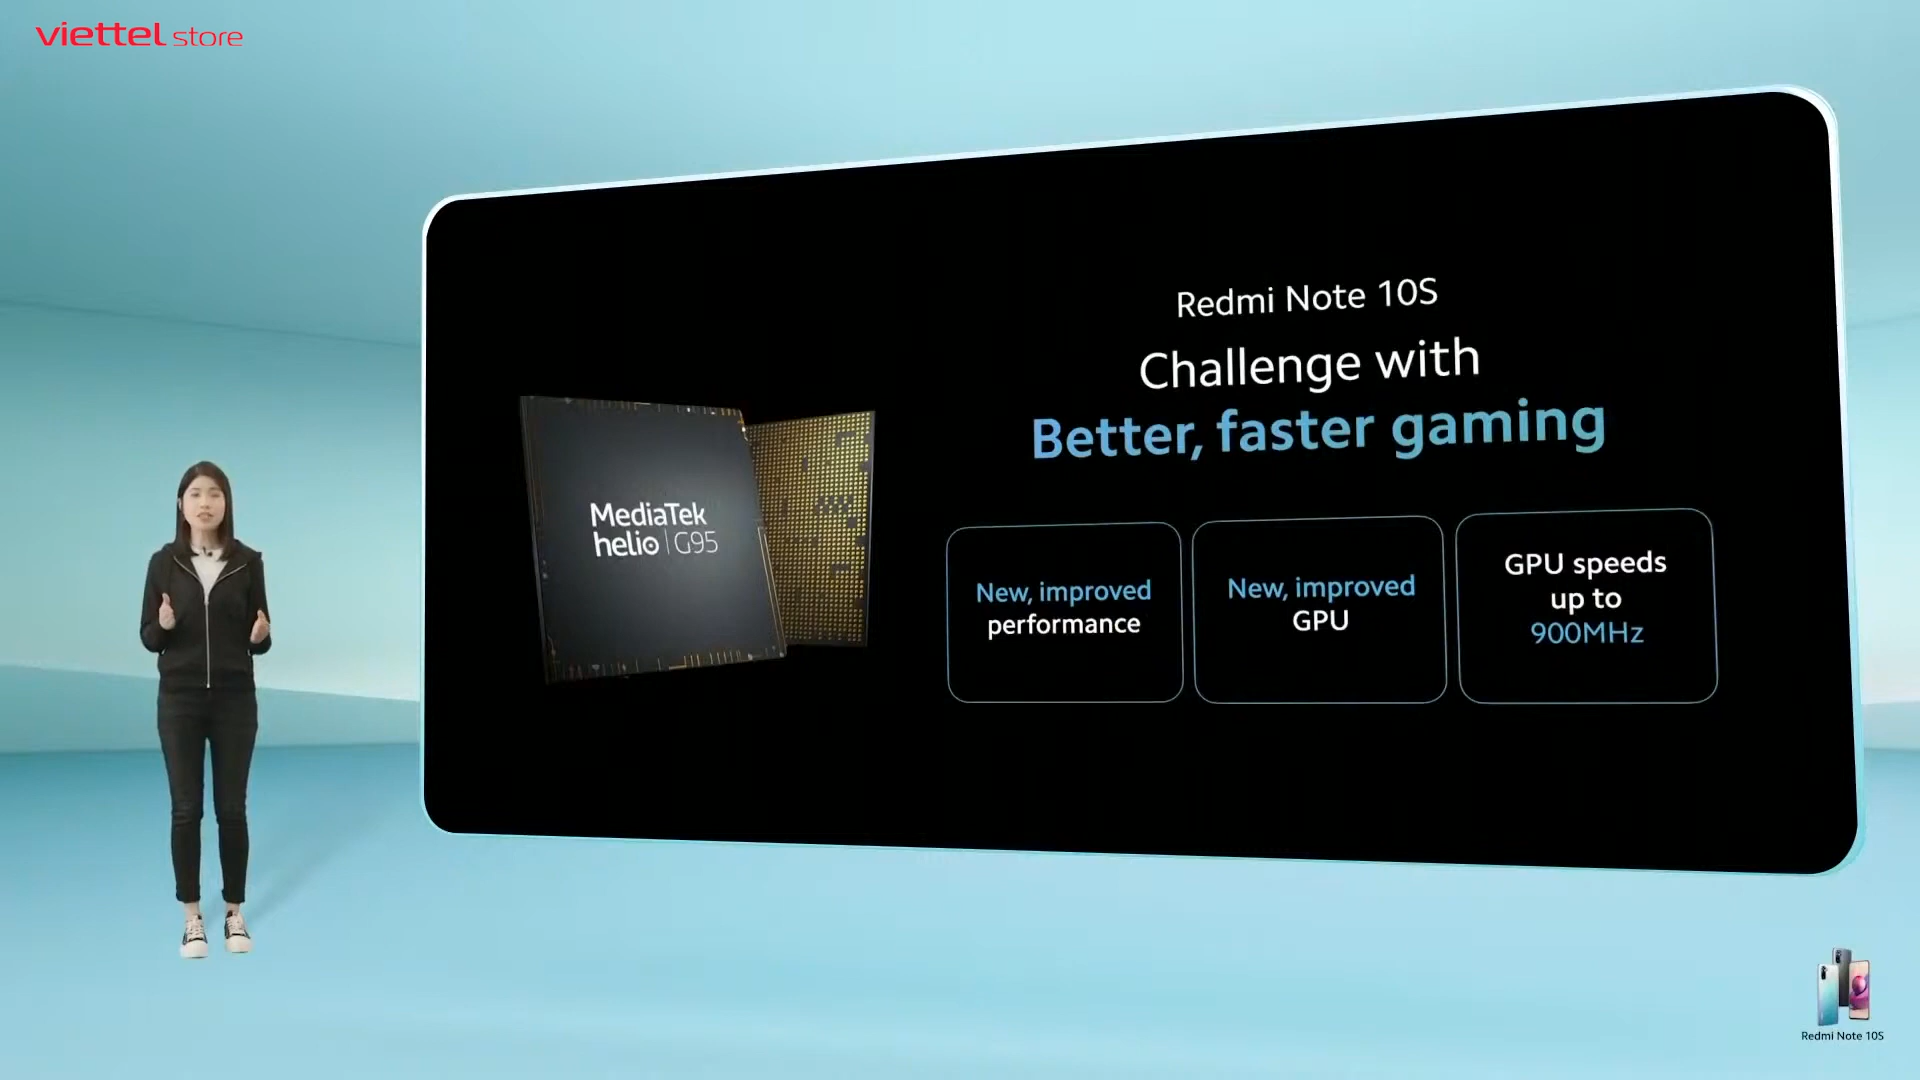 viettel store
Redmi Note 10S
Challenge with
Better, faster gaming
MediaTek
helio | G95
New, improved
performance
New, improved
GPU
GPU speeds
up to
900MHz
Redmi Note 10S